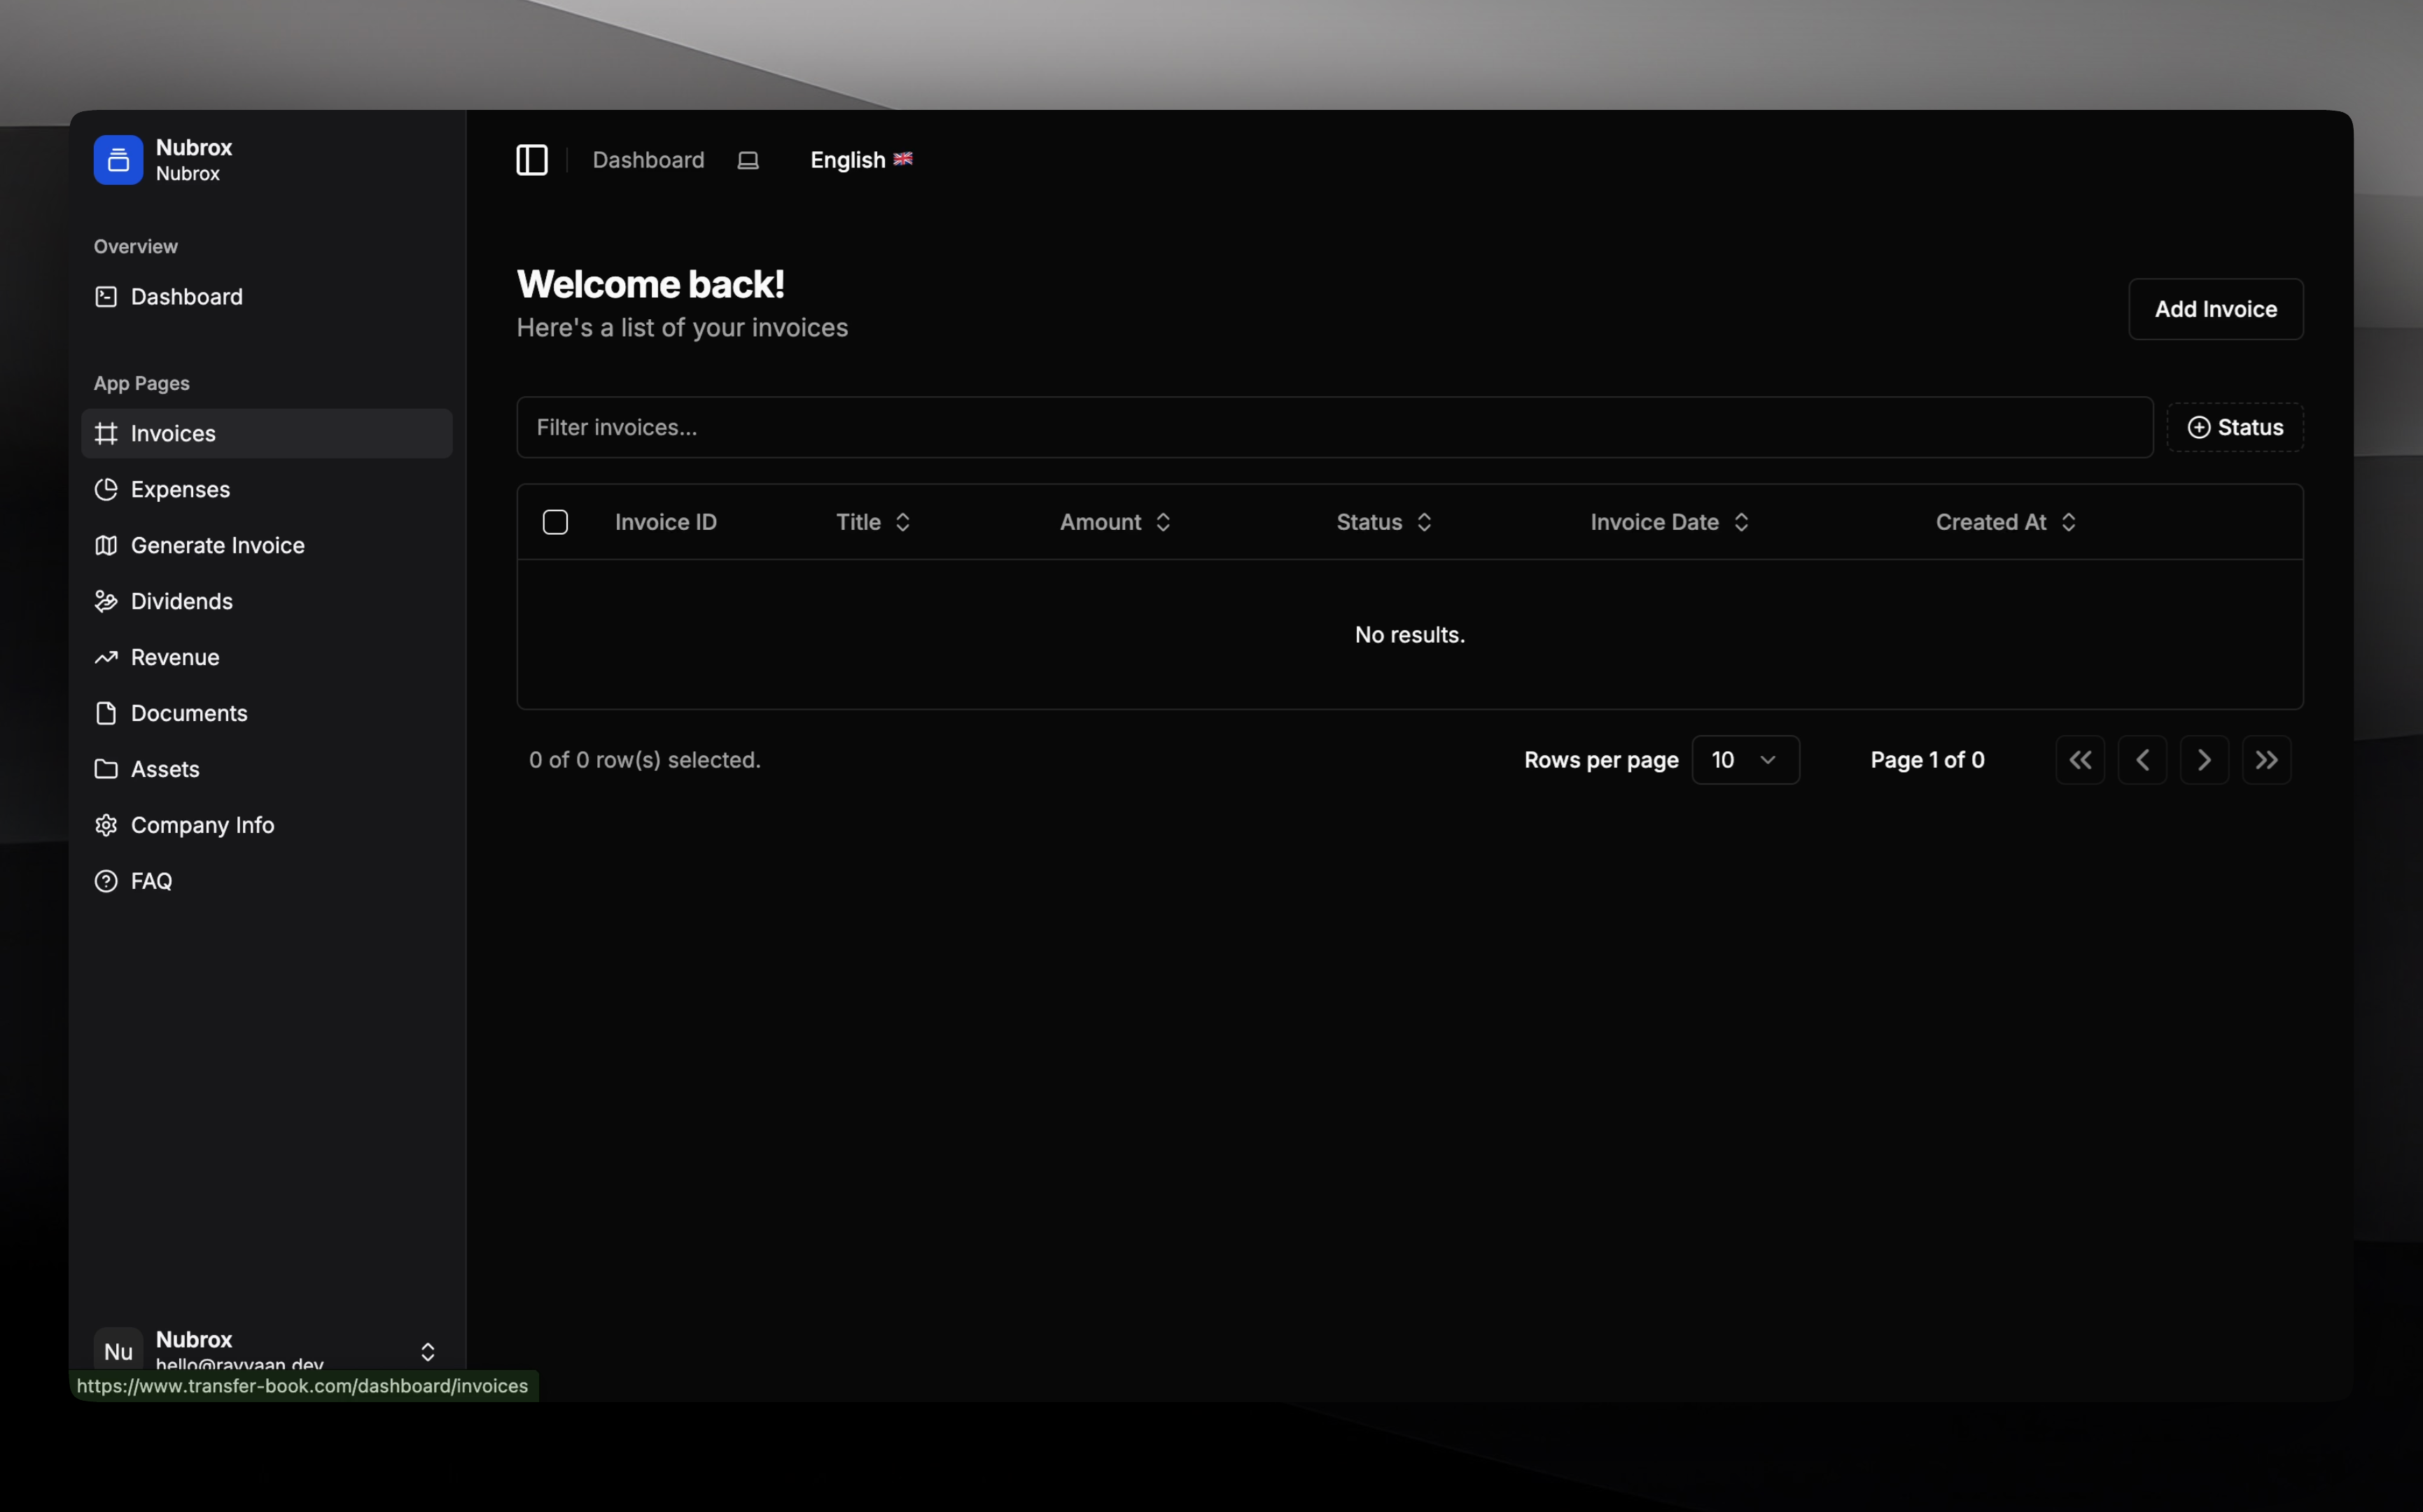 Nubrox
Nubrox
Overview
Dashboard
App Pages
Invoices
Expenses
Generate Invoice
Dividends
Revenue
Documents
Assets
Company Info
FAQ
Nu
Nubrox
hello@rayyaan.dev
https://www.transfer-book.com/dashboard/invoices
Dashboard
English 🇬🇧
Welcome back!
Here's a list of your invoices
Add Invoice
Filter invoices...
Status
Invoice ID Title Amount Status Invoice Date Created At
No results.
0 of 0 row(s) selected.
Rows per page 10
Page 1 of 0